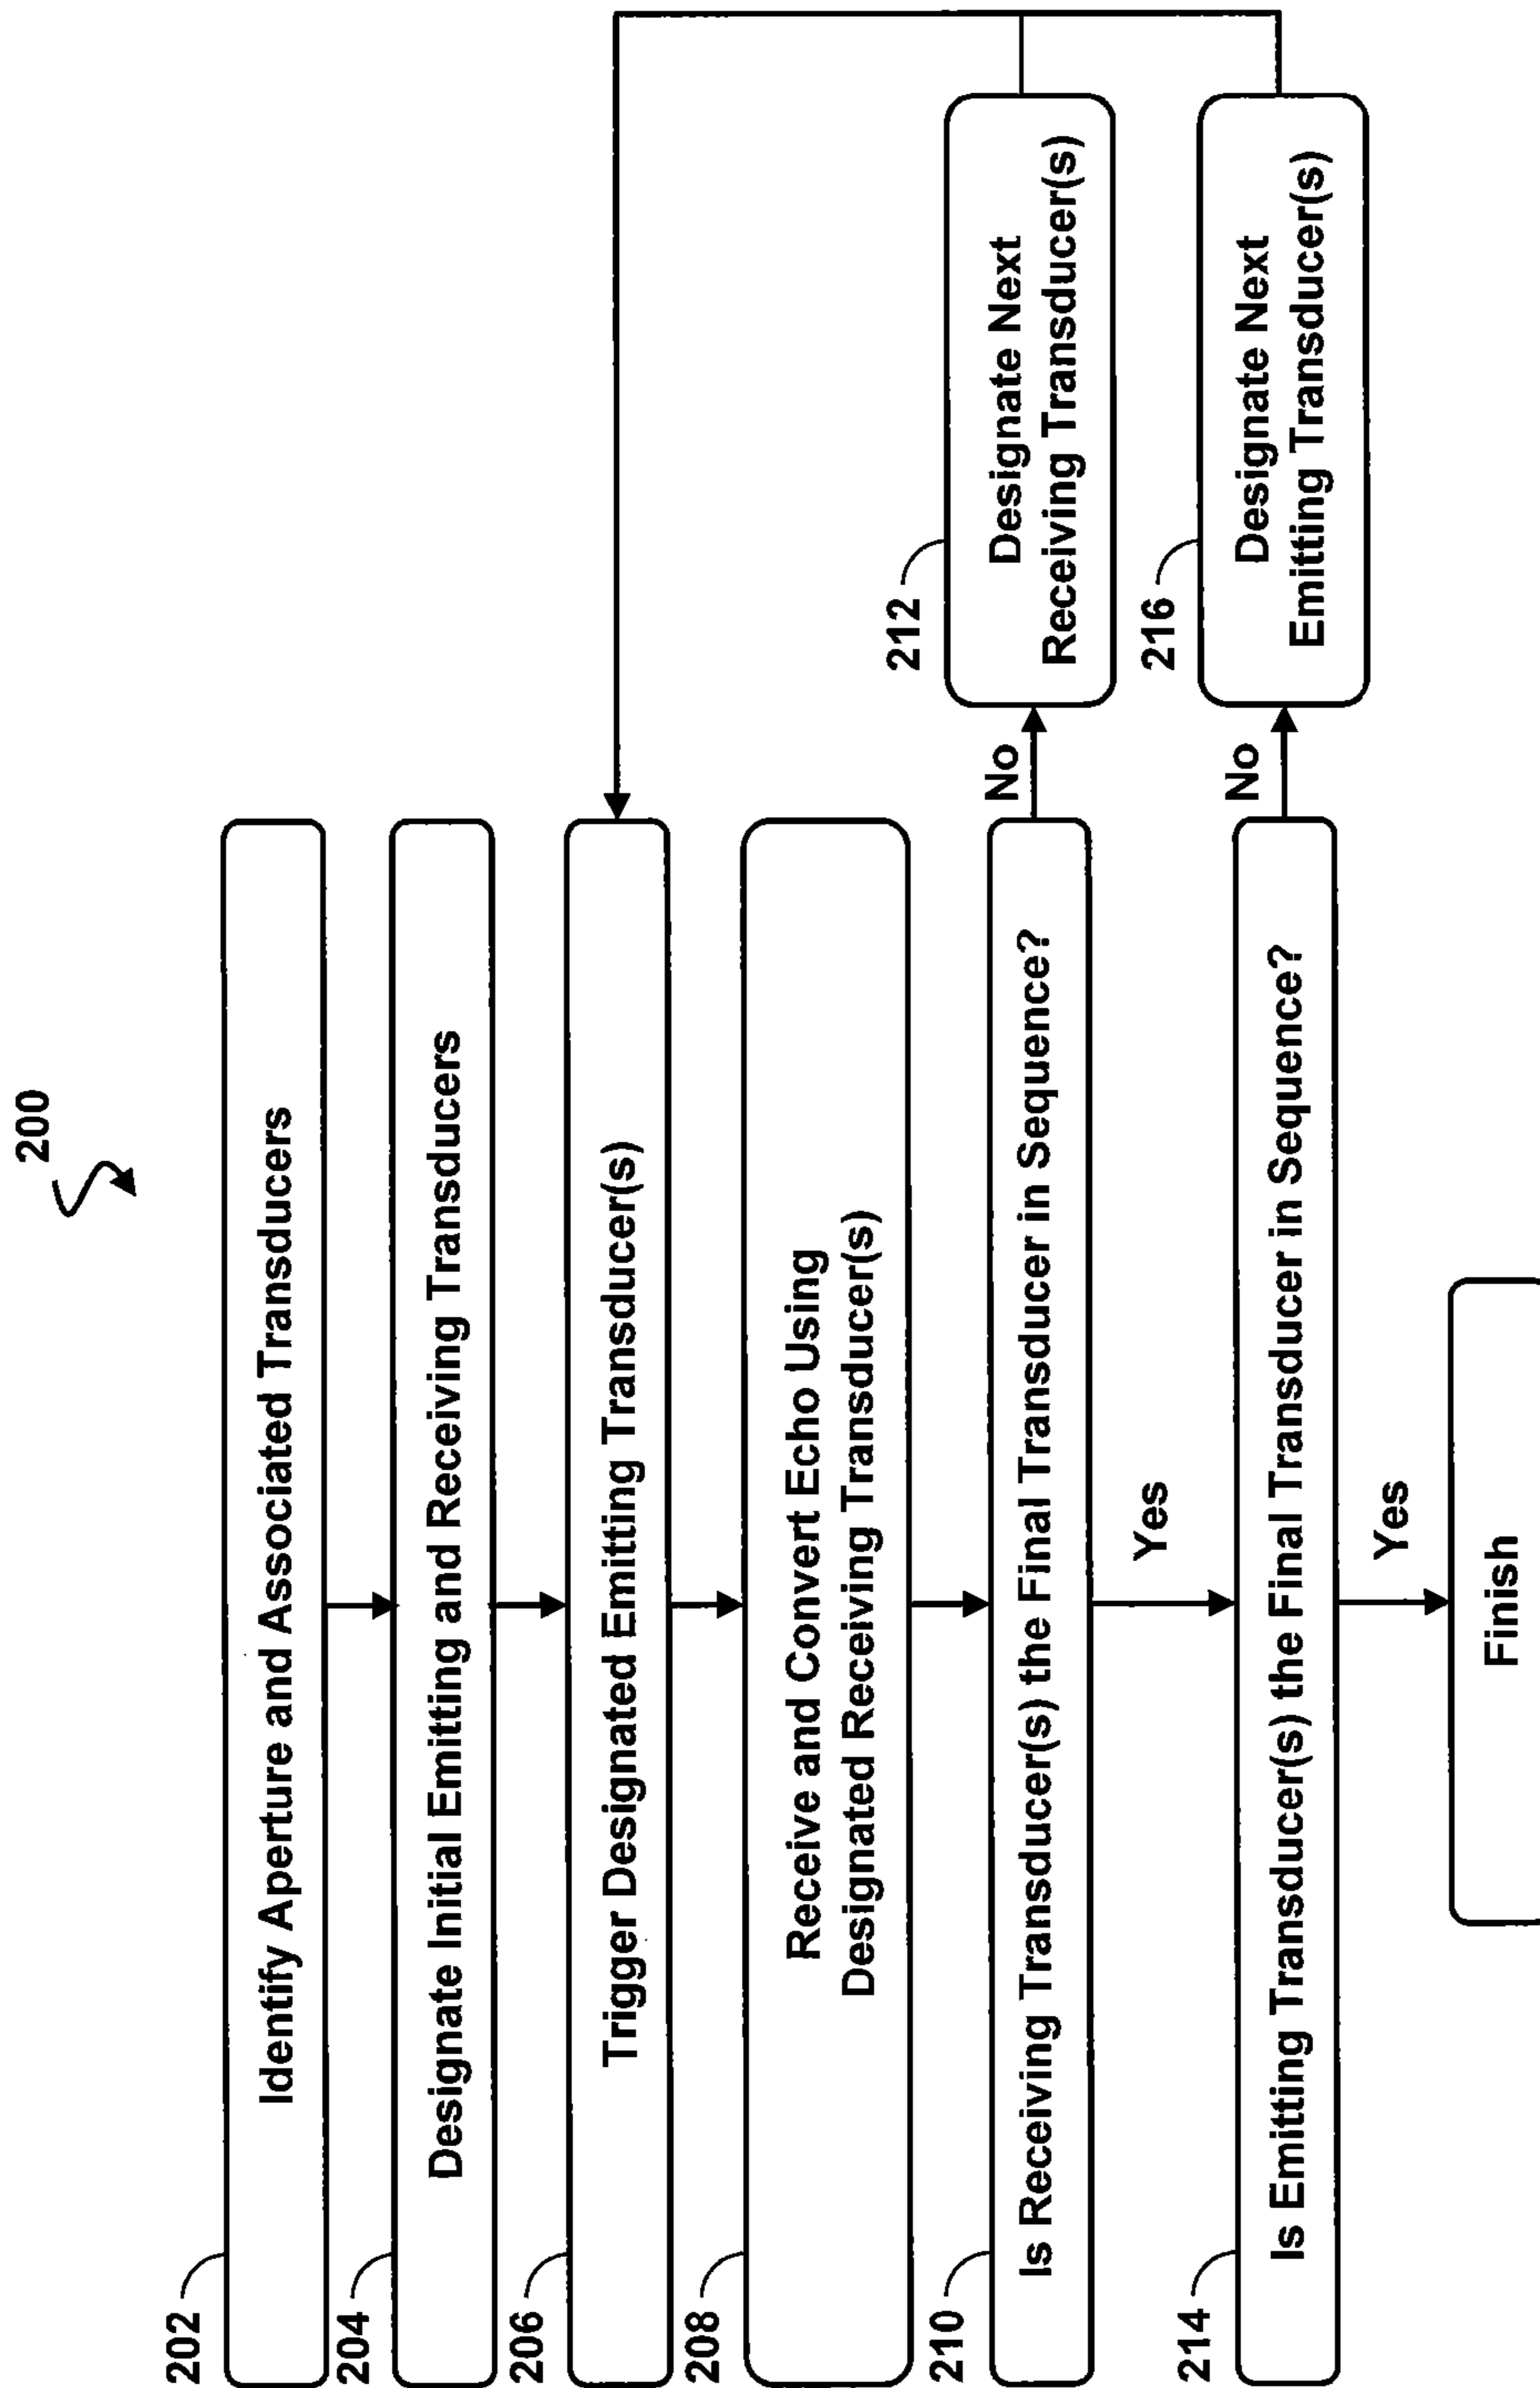 200
202
Identify Aperture and Associated Transducers
204
Designate Initial Emitting and Receiving Transducers
206
Trigger Designated Emitting Transducer(s)
208
Receive and Convert Echo Using
Designated Receiving Transducer(s)
210
Is Receiving Transducer(s) the Final Transducer in Sequence?
No
212
Designate Next
Receiving Transducer(s)
Yes
214
Is Emitting Transducer(s) the Final Transducer in Sequence?
No
216
Designate Next
Emitting Transducer(s)
Yes
Finish